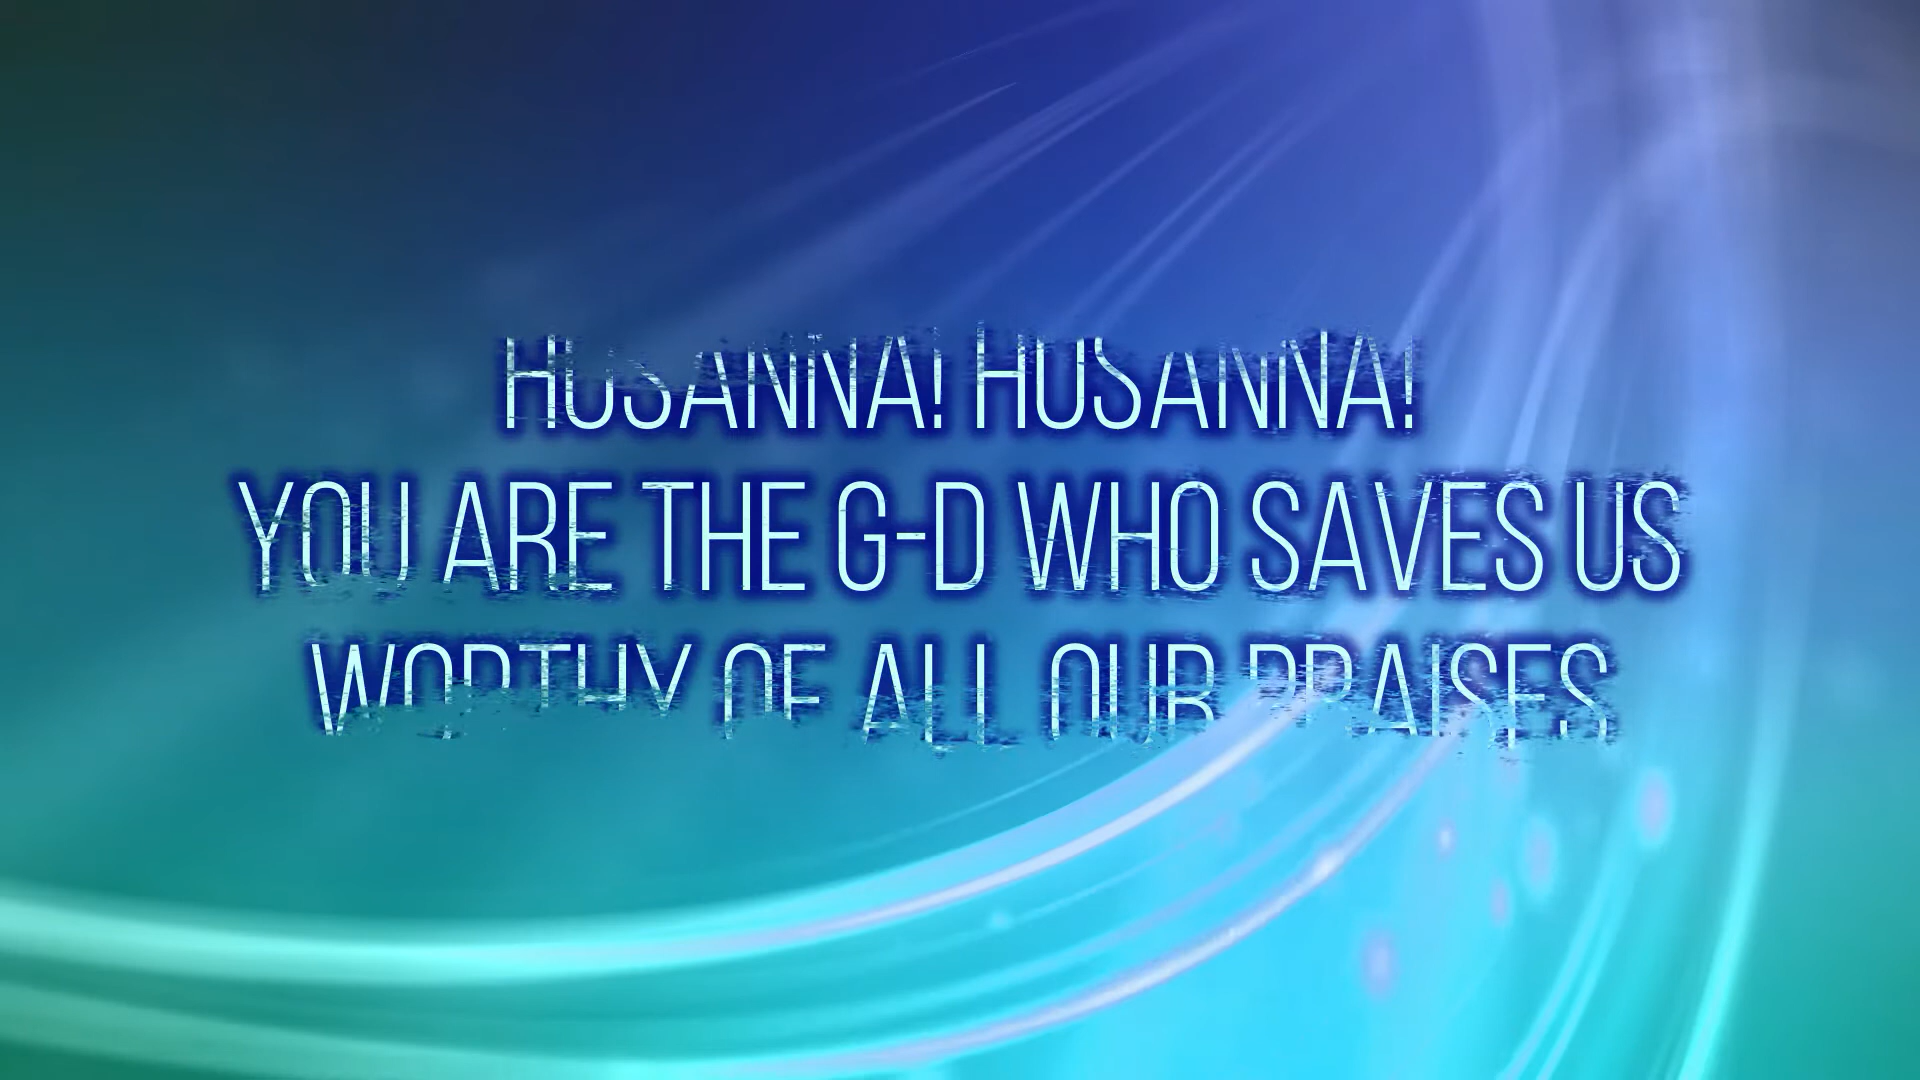 HOSANNA! HOSANNA!
YOU ARE THE G-D WHO SAVES US
WORTHY OF ALL OUR PRAISES